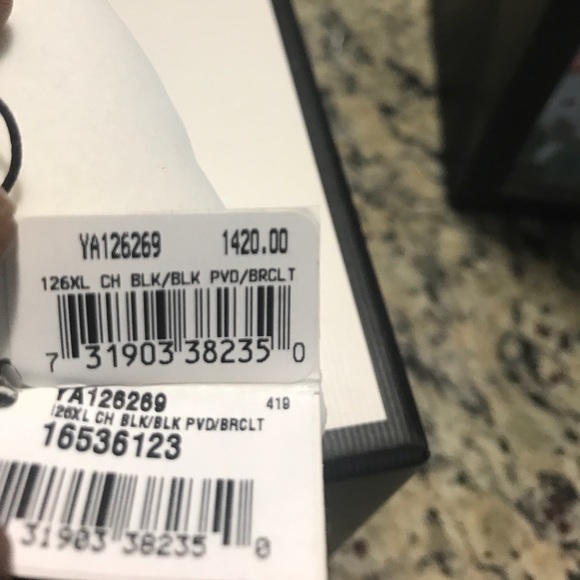 YA126269 1420.00
126XL CH BLK/BLK PVD/BRCLT
7 31903 38235 0
YA126269 419
126XL CH BLK/BLK PVD/BRCLT
16536123
31903 38235 0